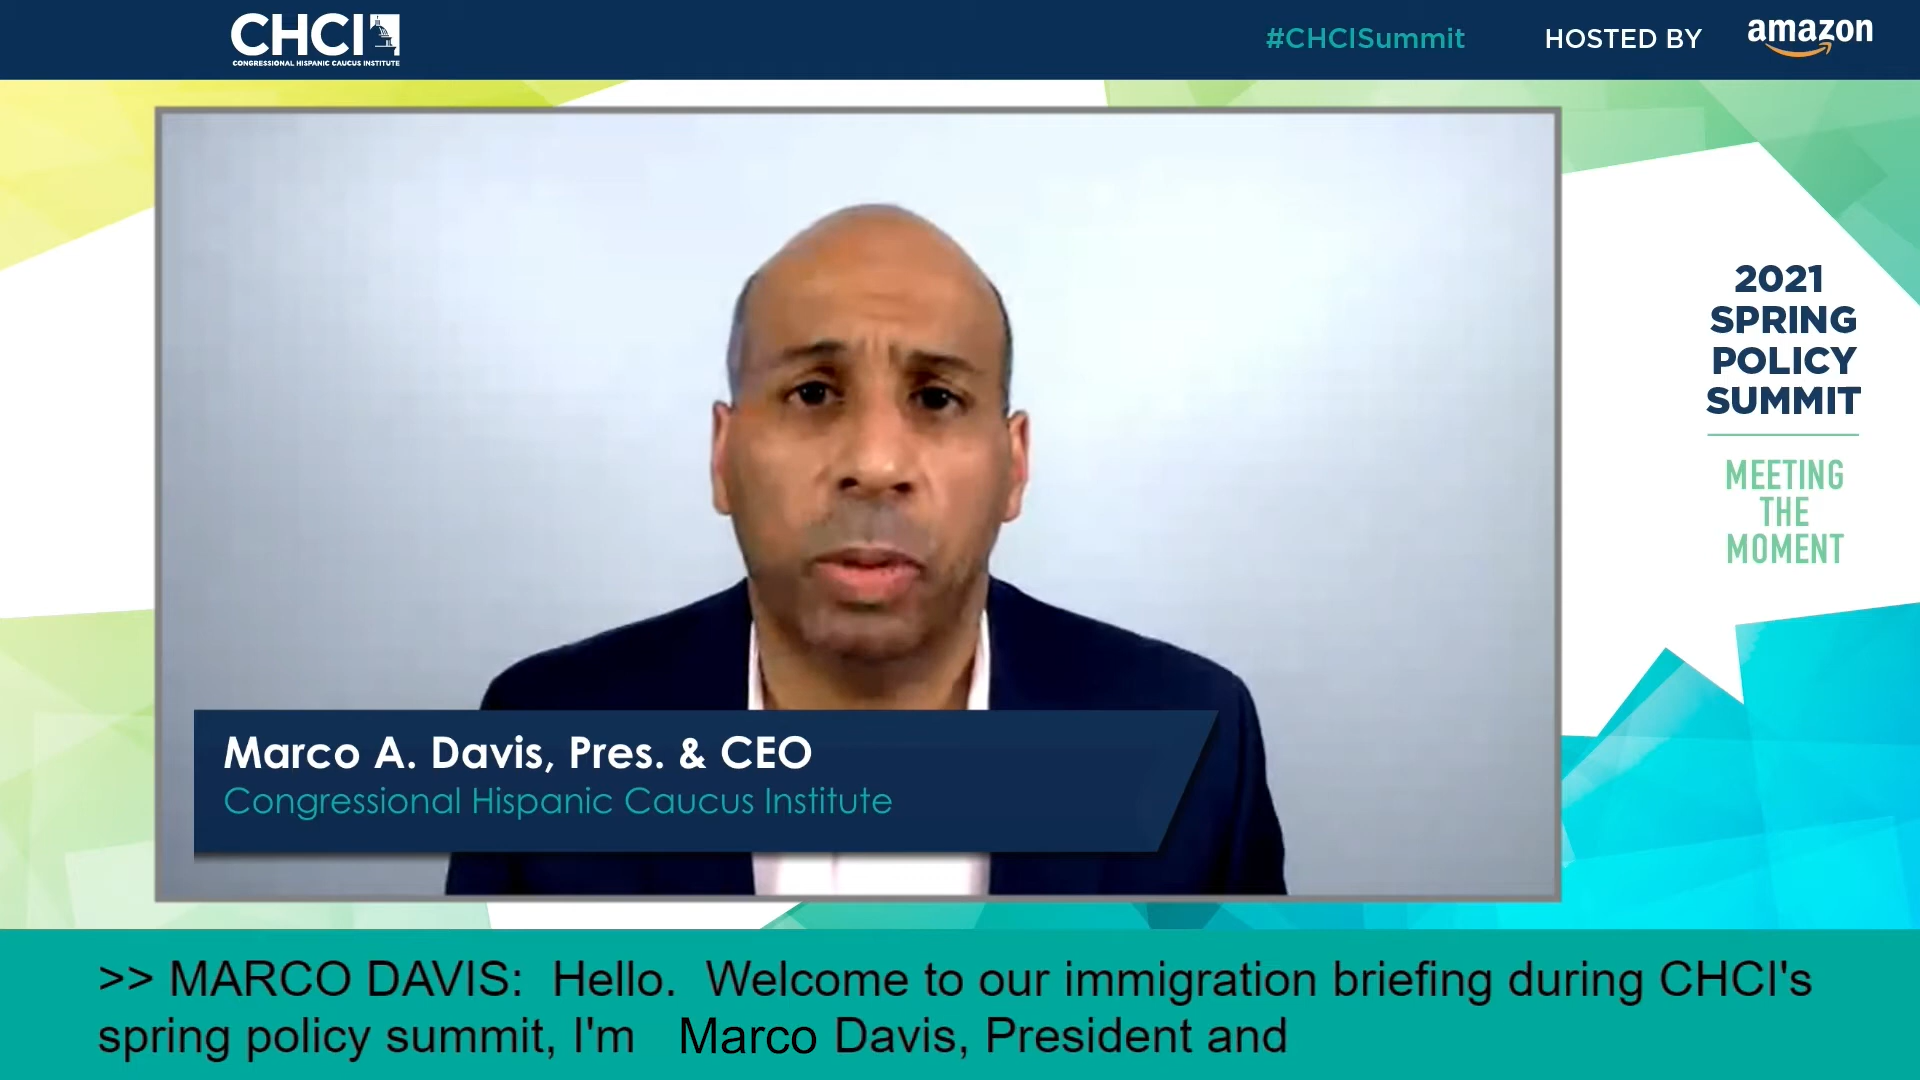 CHCI
CONGRESSIONAL HISPANIC CAUCUS INSTITUTE
#CHCISummit
HOSTED BY
amazon
2021
SPRING
POLICY
SUMMIT
MEETING
THE
MOMENT
Marco A. Davis, Pres. & CEO
Congressional Hispanic Caucus Institute
>> MARCO DAVIS: Hello. Welcome to our immigration briefing during CHCI's
spring policy summit, I'm Marco Davis, President and